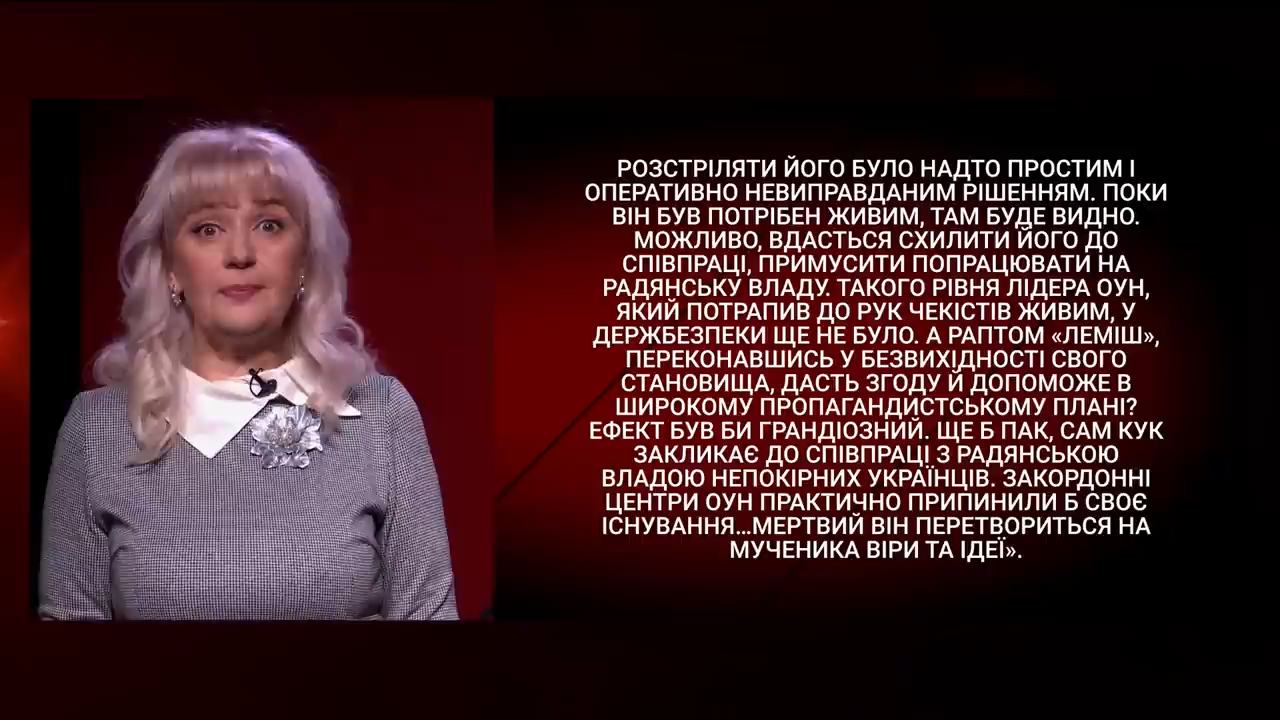 РОЗСТРІЛЯТИ ЙОГО БУЛО НАДТО ПРОСТИМ І
ОПЕРАТИВНО НЕВИПРАВДАНИМ РІШЕННЯМ. ПОКИ
ВІН БУВ ПОТРІБЕН ЖИВИМ, ТАМ БУДЕ ВИДНО.
МОЖЛИВО, ВДАСТЬСЯ СХИЛИТИ ЙОГО ДО
СПІВПРАЦІ, ПРИМУСИТИ ПОПРАЦЮВАТИ НА
РАДЯНСЬКУ ВЛАДУ. ТАКОГО РІВНЯ ЛІДЕРА ОУН,
ЯКИЙ ПОТРАПИВ ДО РУК ЧЕКІСТІВ ЖИВИМ, У
ДЕРЖБЕЗПЕКИ ЩЕ НЕ БУЛО. А РАПТОМ «ЛЕМІШ»,
ПЕРЕКОНАВШИСЬ У БЕЗВИХІДНОСТІ СВОГО
СТАНОВИЩА, ДАСТЬ ЗГОДУ Й ДОПОМОЖЕ В
ШИРОКОМУ ПРОПАГАНДИСТСЬКОМУ ПЛАНІ?
ЕФЕКТ БУВ БИ ГРАНДІОЗНИЙ. ЩЕ Б ПАК, САМ КУК
ЗАКЛИКАЄ ДО СПІВПРАЦІ З РАДЯНСЬКОЮ
ВЛАДОЮ НЕПОКІРНИХ УКРАЇНЦІВ. ЗАКОРДОННІ
ЦЕНТРИ ОУН ПРАКТИЧНО ПРИПИНИЛИ Б СВОЄ
ІСНУВАННЯ…МЕРТВИЙ ВІН ПЕРЕТВОРИТЬСЯ НА
МУЧЕНИКА ВІРИ ТА ІДЕЇ».